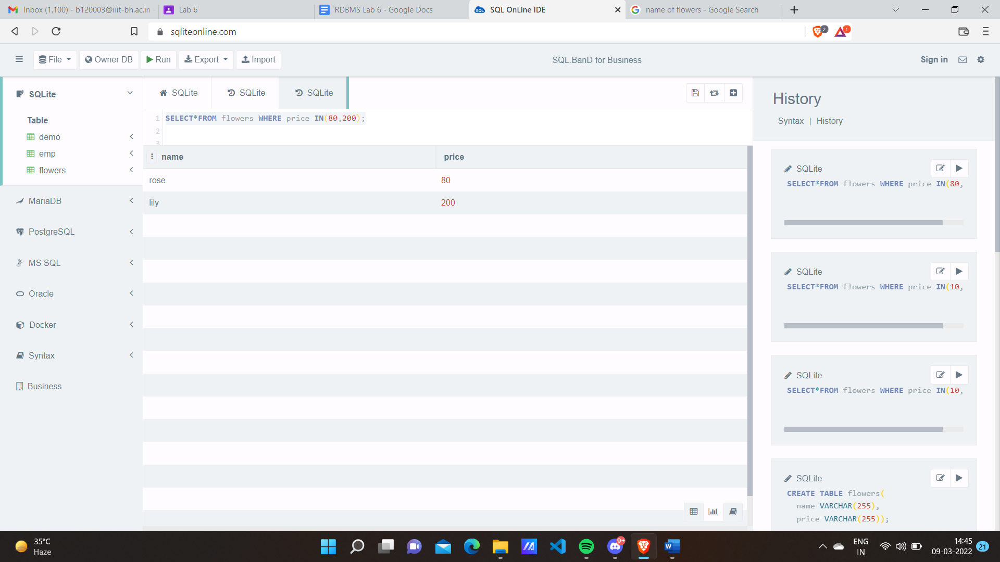 Inbox (1,100) - b120003@iiit-bh.ac.in
Lab 6
RDBMS Lab 6 - Google Docs
SQL OnLine IDE
name of flowers - Google Search
sqliteonline.com
2
1
File
Owner DB
Run
Export
Import
SQL.BanD for Business
Sign in
SQLite
Table
demo
emp
flowers
MariaDB
PostgreSQL
MS SQL
Oracle
Docker
Syntax
Business
SQLite
SQLite
SQLite
1 SELECT*FROM flowers WHERE price IN(80,200);
2
3
name price
rose 80
lily 200
History
Syntax | History
SQLite
SELECT*FROM flowers WHERE price IN(80,
SQLite
SELECT*FROM flowers WHERE price IN(10,
SQLite
SELECT*FROM flowers WHERE price IN(10,
SQLite
CREATE TABLE flowers(
name VARCHAR(255),
price VARCHAR(255));
35°C
Haze
9+
W
ENG
IN
14:45
09-03-2022
21